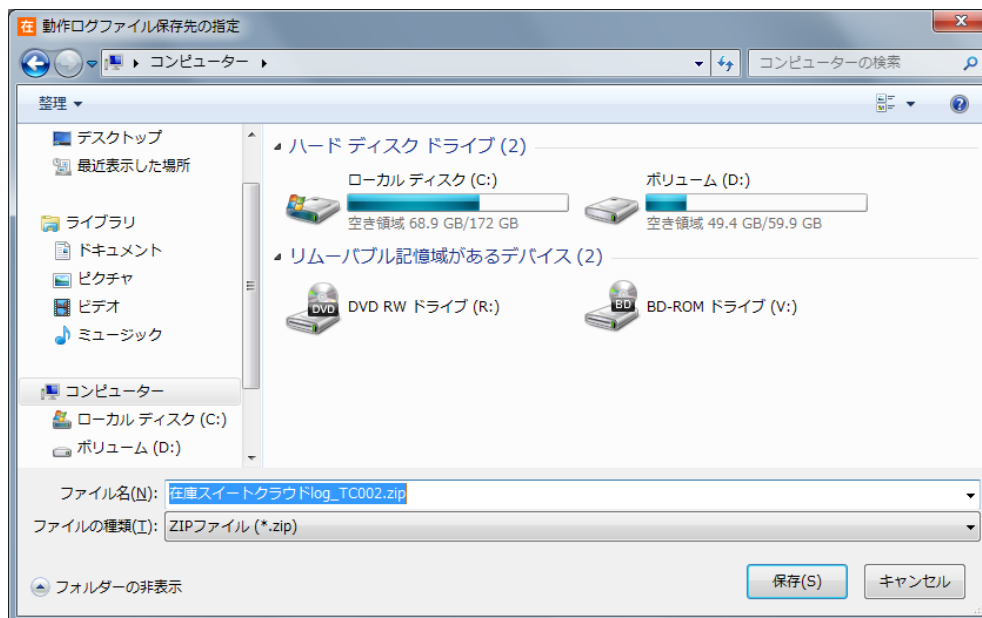 在 動作ログファイル保存先の指定
コンピューター
コンピューターの検索
整理
デスクトップ
最近表示した場所
ライブラリ
ドキュメント
ピクチャ
ビデオ
ミュージック
コンピューター
ローカル ディスク (C:)
ボリューム (D:)
ハード ディスク ドライブ (2)
ローカル ディスク (C:)
空き領域 68.9 GB/172 GB
ボリューム (D:)
空き領域 49.4 GB/59.9 GB
リムーバブル記憶域があるデバイス (2)
DVD
DVD RW ドライブ (R:)
BD
BD-ROM ドライブ (V:)
ファイル名(N): 在庫スイートクラウドlog_TC002.zip
ファイルの種類(T): ZIPファイル (*.zip)
フォルダーの非表示
保存(S)
キャンセル